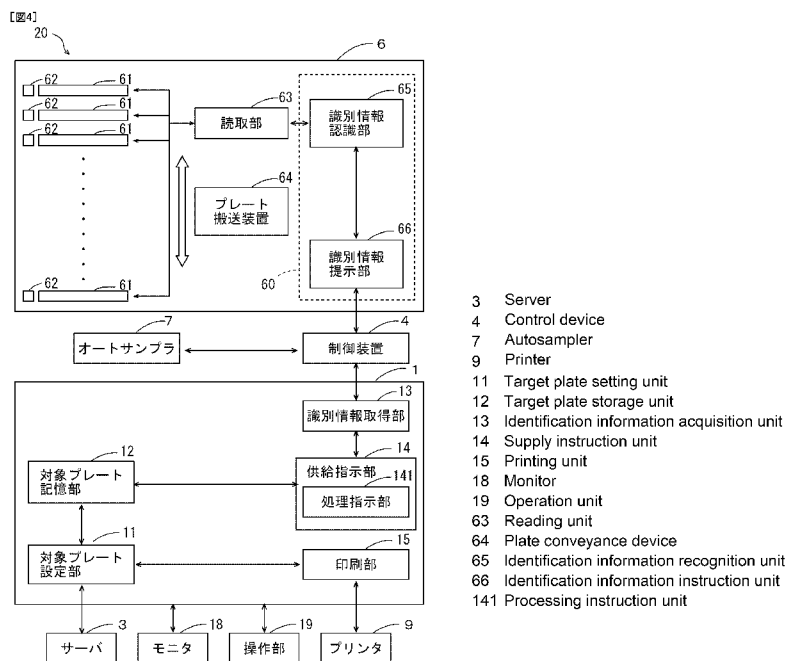 [図4]
20
6
62 61
62 61
62 61
63
読取部
65
識別情報
認識部
64
プレート
搬送装置
66
識別情報
提示部
60
62 61
7
オートサンプラ
4
制御装置
1
13
識別情報取得部
12
対象プレート
記憶部
14
供給指示部
141
処理指示部
11
対象プレート
設定部
15
印刷部
3
サーバ
18
モニタ
19
操作部
9
プリンタ
3 Server
4 Control device
7 Autosampler
9 Printer
11 Target plate setting unit
12 Target plate storage unit
13 Identification information acquisition unit
14 Supply instruction unit
15 Printing unit
18 Monitor
19 Operation unit
63 Reading unit
64 Plate conveyance device
65 Identification information recognition unit
66 Identification information instruction unit
141 Processing instruction unit